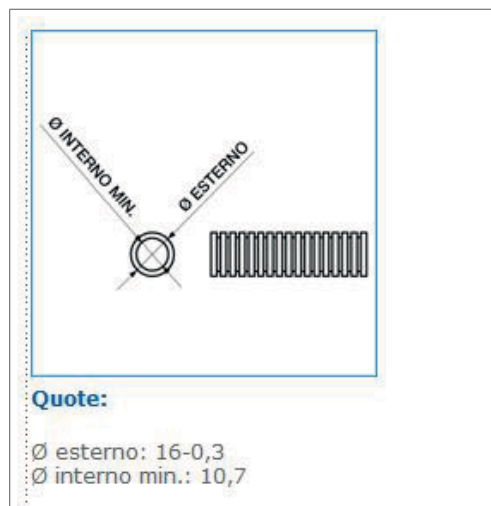 Ø INTERNO MIN.
Ø ESTERNO
Quote:
Ø esterno: 16-0,3
Ø interno min.: 10,7